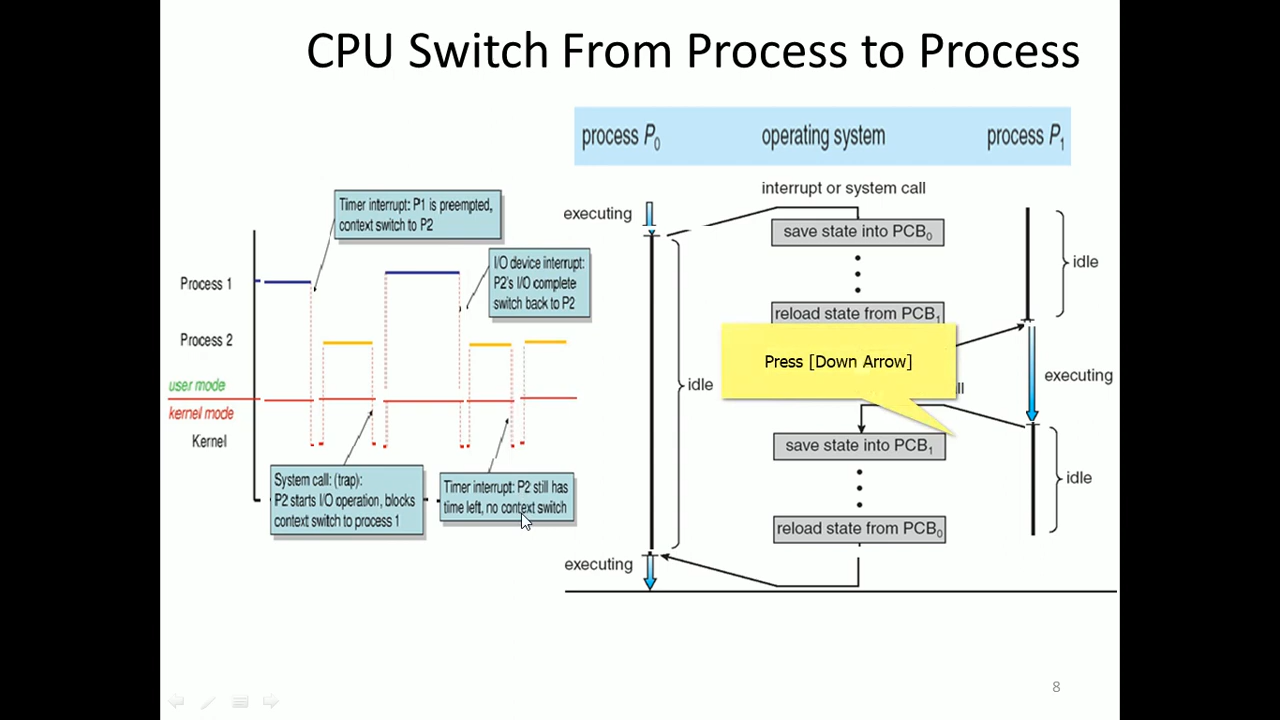 CPU Switch From Process to Process
process P0
operating system
process P1
interrupt or system call
executing
save state into PCB0
idle
reload state from PCB1
Press [Down Arrow]
ll
idle
executing
save state into PCB1
idle
reload state from PCB0
executing
Timer interrupt: P1 is preempted,
context switch to P2
I/O device interrupt:
P2's I/O complete
switch back to P2
Process 1
Process 2
user mode
kernel mode
Kernel
System call: (trap):
P2 starts I/O operation, blocks
context switch to process 1
Timer interrupt: P2 still has
time left, no context switch
8